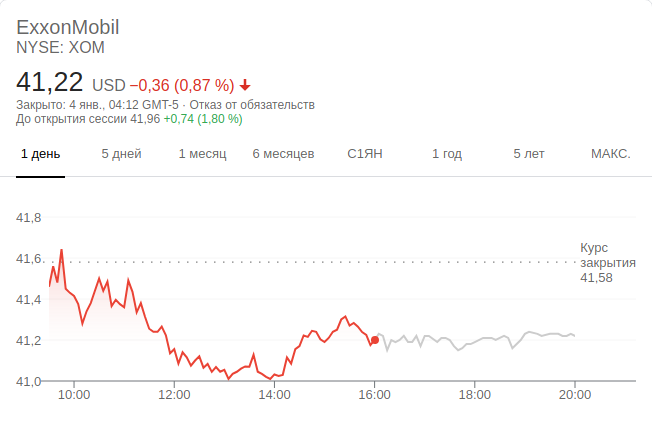 ExxonMobil
NYSE: XOM
41,22 USD −0,36 (0,87 %)
Закрыто: 4 янв., 04:12 GMT-5 · Отказ от обязательств
До открытия сессии 41,96 +0,74 (1,80 %)
1 день 5 дней 1 месяц 6 месяцев С1ЯН 1 год 5 лет МАКС.
41,8
41,6
41,4
41,2
41,0
Курс
закрытия
41,58
10:00 12:00 14:00 16:00 18:00 20:00